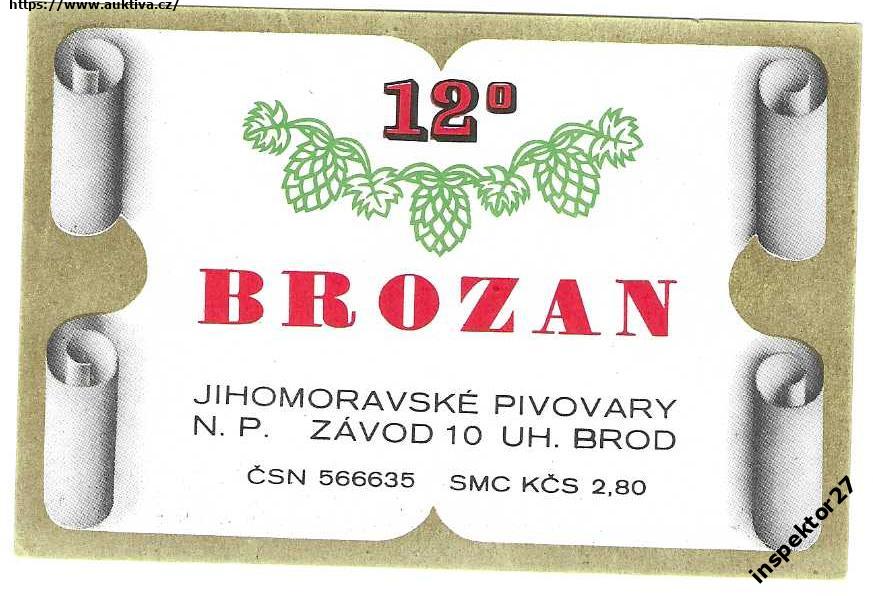 https://www.auktiva.cz/
12°
BROZAN
JIHOMORAVSKÉ PIVOVARY
N. P. ZÁVOD 10 UH. BROD
ČSN 566635 SMC KČS 2,80
inspektor27